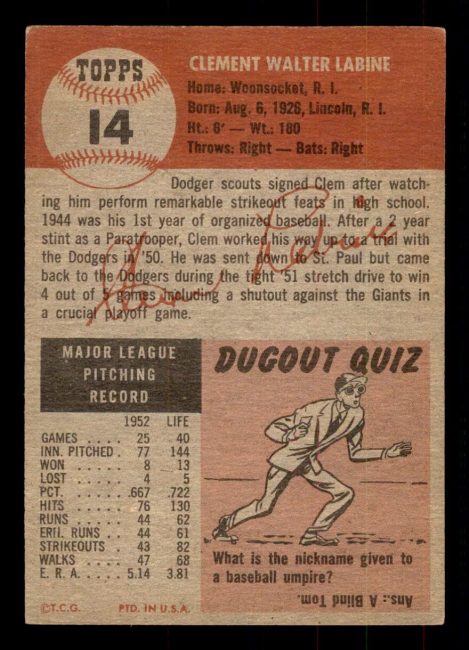 TOPPS
14
CLEMENT WALTER LABINE
Home: Woonsocket, R. I.
Born: Aug. 6, 1926, Lincoln, R. I.
Ht.: 6' — Wt.: 180
Throws: Right — Bats: Right
Dodger scouts signed Clem after watch-
ing him perform remarkable strikeout feats in high school.
1944 was his 1st year of organized baseball. After a 2 year
stint as a Paratrooper, Clem worked his way up to a trial with
the Dodgers in '50. He was sent down to St. Paul but came
back to the Dodgers during the tight '51 stretch drive to win
4 out of 5 games including a shutout against the Giants in
a crucial playoff game.
MAJOR LEAGUE
PITCHING
RECORD
1952 LIFE
GAMES . . . . 25 40
INN. PITCHED . 77 144
WON . . . . . 8 13
LOST . . . . . 4 5
PCT. . . . . .667 .722
HITS . . . . . 76 130
RUNS . . . . 44 62
ERN. RUNS . . 44 61
STRIKEOUTS . . 43 82
WALKS . . . . 47 68
E. R. A. . . . . 5.14 3.81
©T.C.G. PTD. IN U.S.A.
DUGOUT QUIZ
What is the nickname given to
a baseball umpire?
Ans.: A Blind Tom.